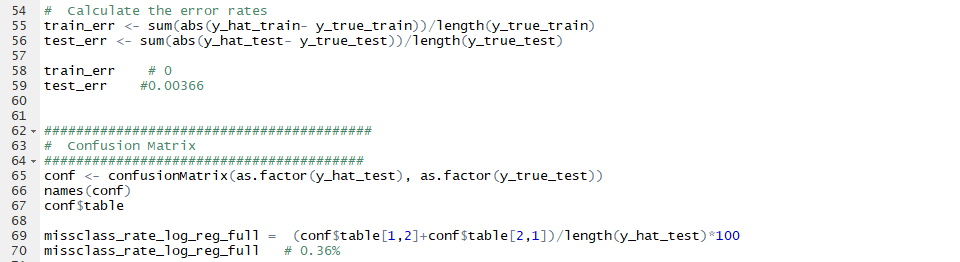 54 # Calculate the error rates
55 train_err <- sum(abs(y_hat_train- y_true_train))/length(y_true_train)
56 test_err <- sum(abs(y_hat_test- y_true_test))/length(y_true_test)
57
58 train_err # 0
59 test_err #0.00366
60
61
62 #########################################
63 # Confusion Matrix
64 ########################################
65 conf <- confusionMatrix(as.factor(y_hat_test), as.factor(y_true_test))
66 names(conf)
67 conf$table
68
69 missclass_rate_log_reg_full = (conf$table[1,2]+conf$table[2,1])/length(y_hat_test)*100
70 missclass_rate_log_reg_full # 0.36%